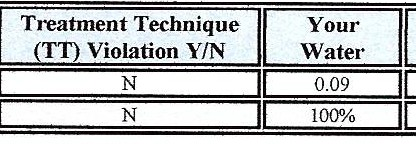 Treatment Technique Your
(TT) Violation Y/N Water
N 0.09
N 100%